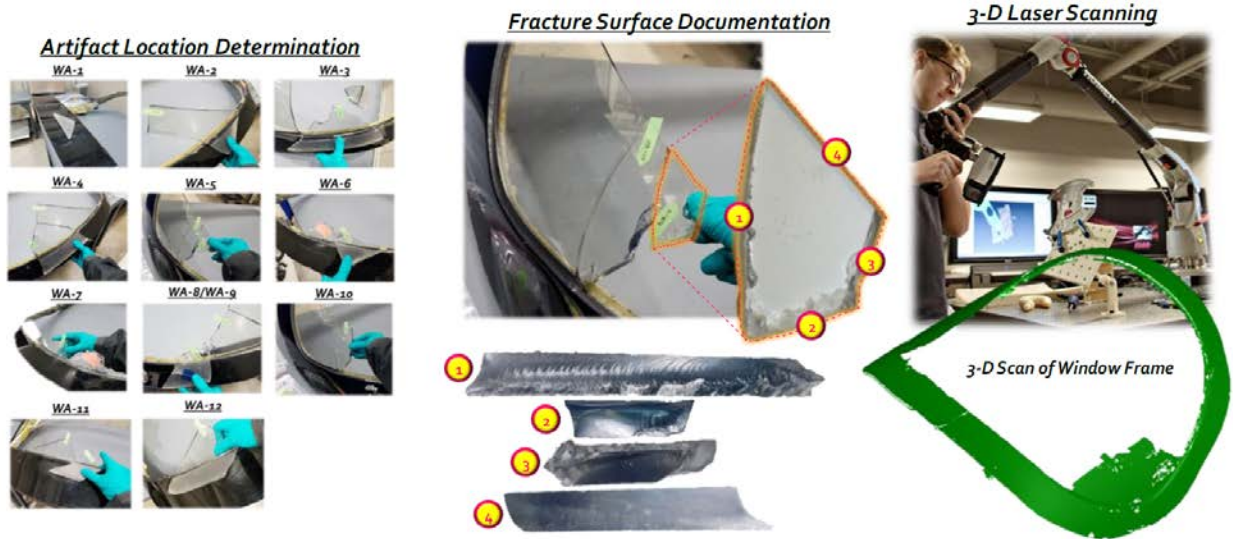 Artifact Location Determination
WA-1
WA-2
WA-3
WA-4
WA-5
WA-6
WA-7
WA-8/WA-9
WA-10
WA-11
WA-12
Fracture Surface Documentation
1
2
3
4
1
2
3
4
3-D Laser Scanning
3-D Scan of Window Frame